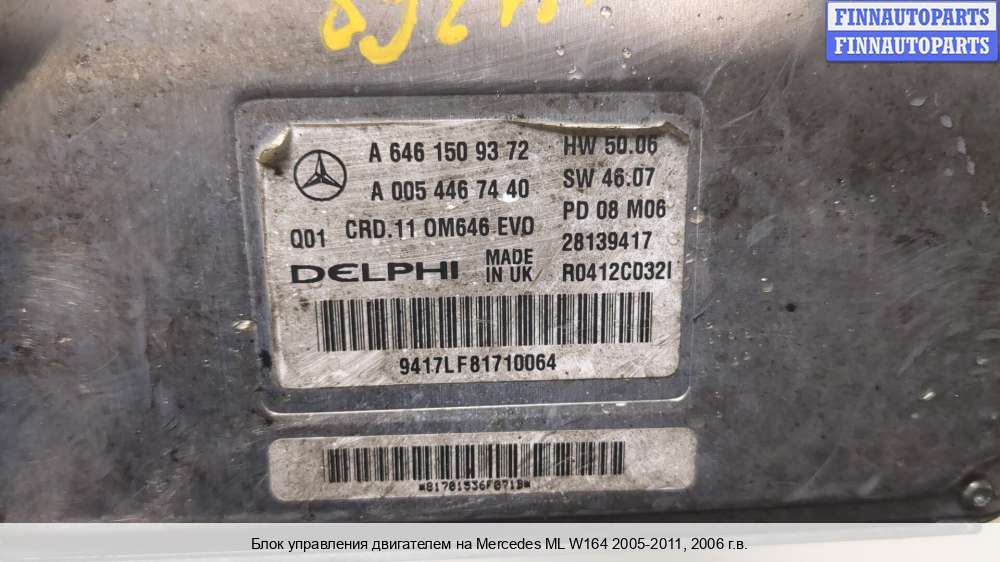 FINNAUTOPARTS
FINNAUTOPARTS
A 646 150 93 72
HW 50.06
A 005 446 74 40
SW 46.07
Q01 CRD.11 OM646 EVO
PD 08 M06
28139417
DELPHI MADE IN UK
R0412C032I
9417LF81710064
Блок управления двигателем на Mercedes ML W164 2005-2011, 2006 г.в.